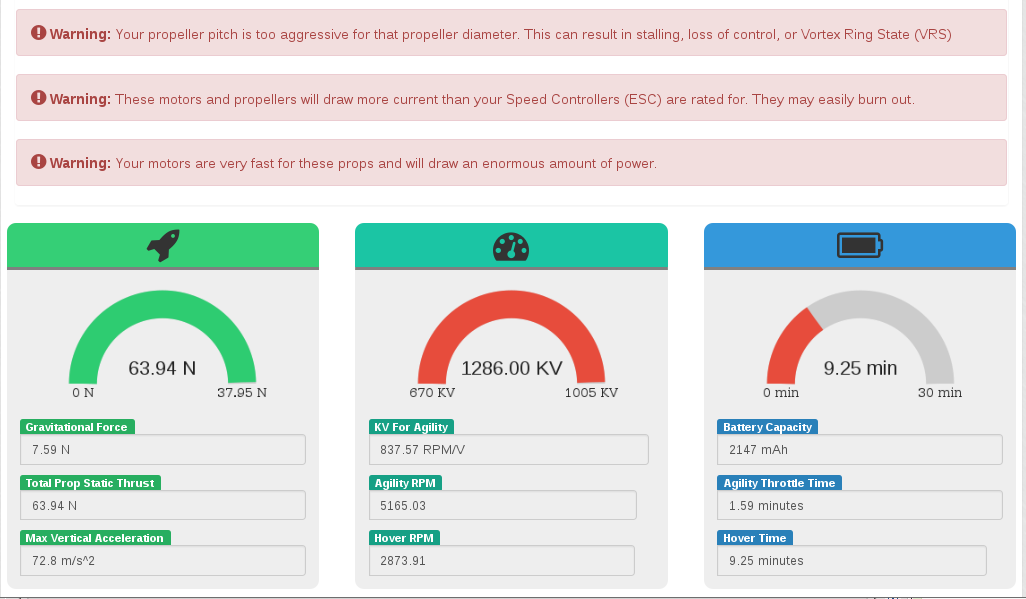 Warning: Your propeller pitch is too aggressive for that propeller diameter. This can result in stalling, loss of control, or Vortex Ring State (VRS)
Warning: These motors and propellers will draw more current than your Speed Controllers (ESC) are rated for. They may easily burn out.
Warning: Your motors are very fast for these props and will draw an enormous amount of power.
63.94 N
0 N
37.95 N
Gravitational Force
7.59 N
Total Prop Static Thrust
63.94 N
Max Vertical Acceleration
72.8 m/s^2
1286.00 KV
670 KV
1005 KV
KV For Agility
837.57 RPM/V
Agility RPM
5165.03
Hover RPM
2873.91
9.25 min
0 min
30 min
Battery Capacity
2147 mAh
Agility Throttle Time
1.59 minutes
Hover Time
9.25 minutes